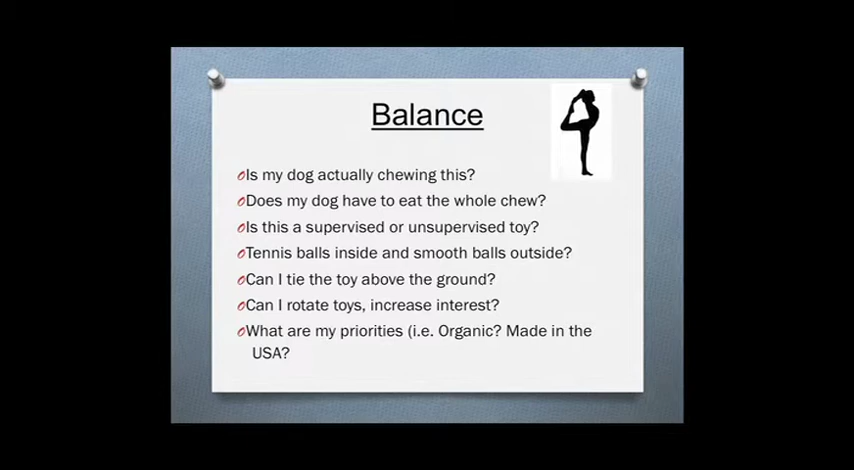 Balance
Is my dog actually chewing this?
Does my dog have to eat the whole chew?
Is this a supervised or unsupervised toy?
Tennis balls inside and smooth balls outside?
Can I tie the toy above the ground?
Can I rotate toys, increase interest?
What are my priorities (i.e. Organic? Made in the
USA?